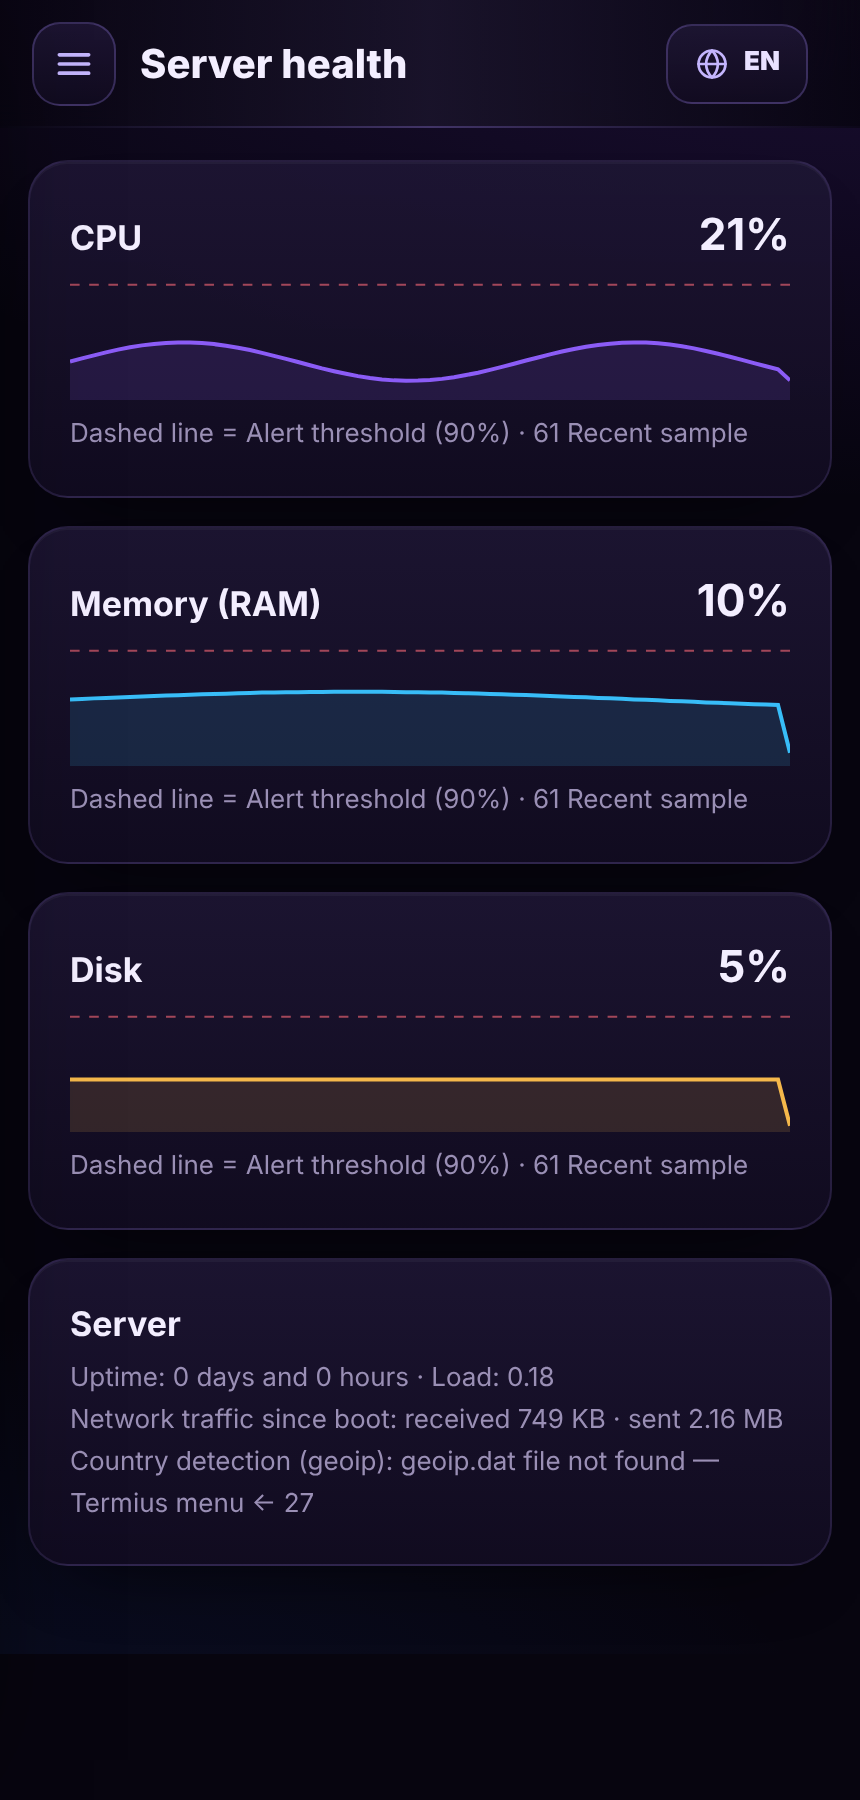 Server health
EN
CPU
21%
Dashed line = Alert threshold (90%) · 61 Recent sample
Memory (RAM)
10%
Dashed line = Alert threshold (90%) · 61 Recent sample
Disk
5%
Dashed line = Alert threshold (90%) · 61 Recent sample
Server
Uptime: 0 days and 0 hours · Load: 0.18
Network traffic since boot: received 749 KB · sent 2.16 MB
Country detection (geoip): geoip.dat file not found —
Termius menu ← 27